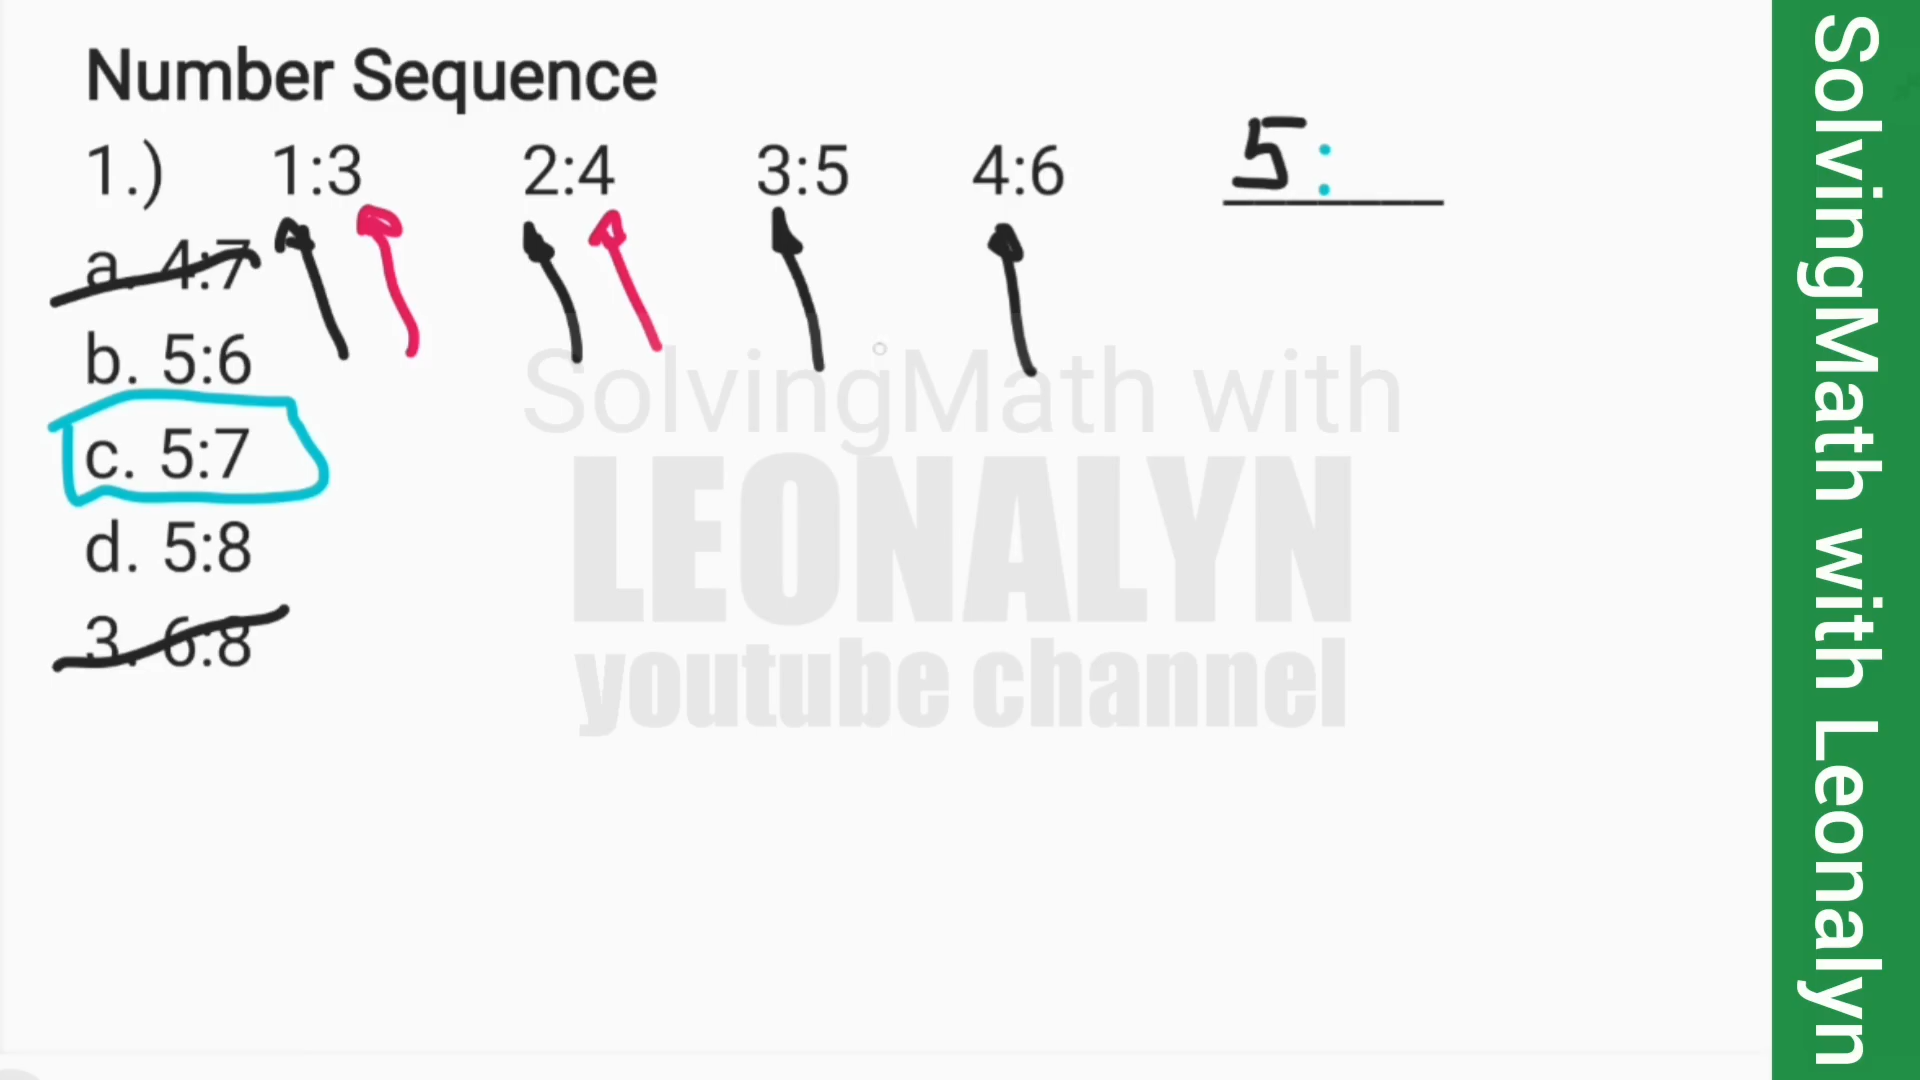 Number Sequence
1.) 1:3 2:4 3:5 4:6 5:
a. 4:7
b. 5:6
c. 5:7
d. 5:8
3. 6:8
SolvingMath with
LEONALYN
youtube channel
SolvingMath with Leonalyn